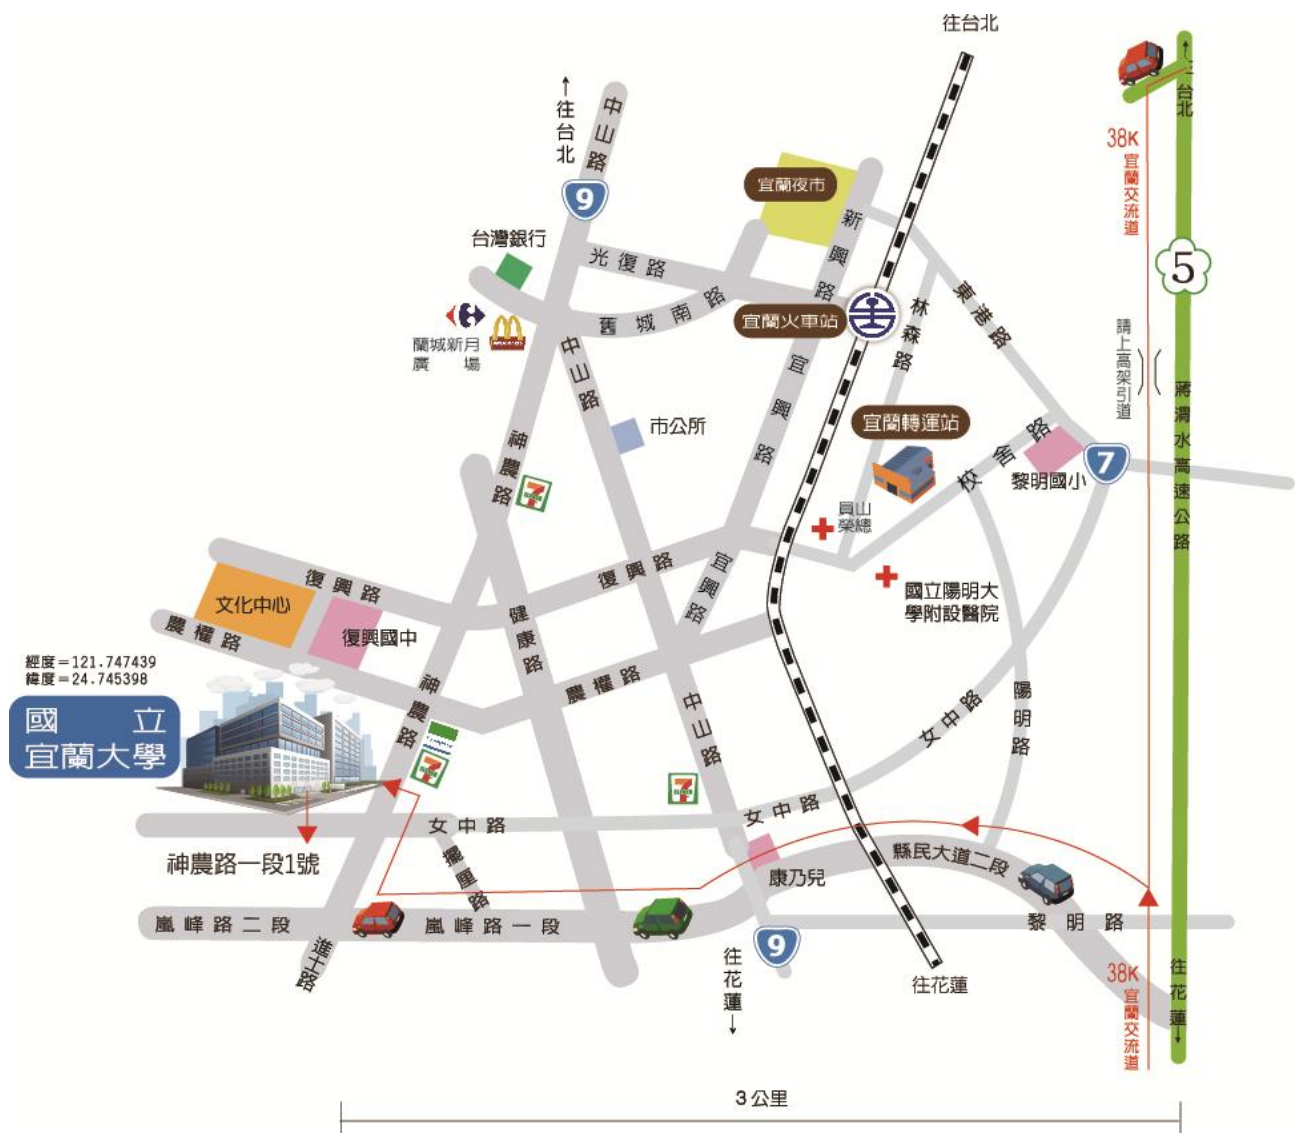 往台北
往台北
中山路
9
宜蘭夜市
台灣銀行
光復路
新興路
舊城南路
宜蘭火車站
林森路
東港路
38K
宜蘭交流道
台北
5
請上高架引道
蔣渭水高速公路
蘭城新月
廣場
中山路
市公所
宜興路
宜蘭轉運站
神農路
7
ELEVEN
員山
榮總
校舍路
黎明國小
7
復興路
文化中心
復興國中
農權路
健康路
復興路
宜興路
國立陽明大
學附設醫院
經度=121.747439
緯度=24.745398
國立
宜蘭大學
神農路
農權路
中山路
女中路
陽明路
7
7
ELEVEN
女中路
女中路
神農路一段1號
擺厘路
康乃兒
縣民大道二段
嵐峰路二段
嵐峰路一段
進士路
9
黎明路
往花蓮
往花蓮
38K
宜蘭交流道
往花蓮
3公里